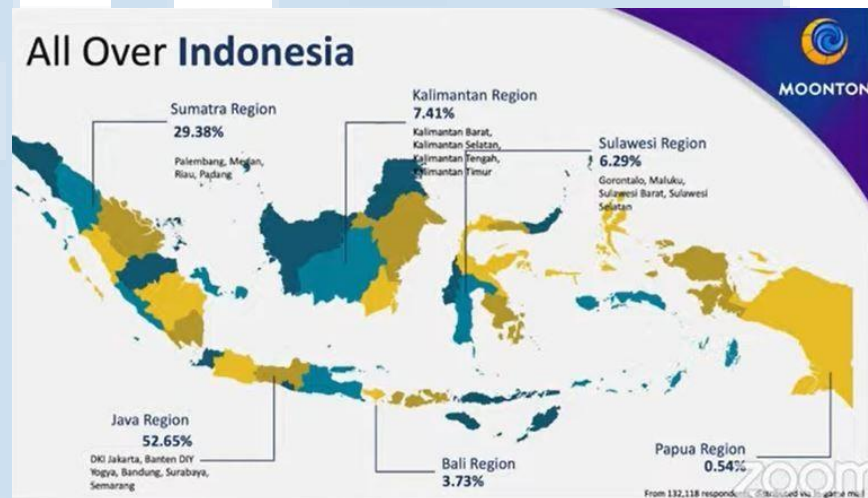 All Over Indonesia
MOONTON
Sumatra Region
29.38%
Palembang, Medan,
Riau, Padang
Kalimantan Region
7.41%
Kalimantan Barat,
Kalimantan Selatan,
Kalimantan Tengah,
Kalimantan Timur
Sulawesi Region
6.29%
Gorontalo, Maluku,
Sulawesi Barat, Sulawesi
Selatan
Java Region
52.65%
DKI Jakarta, Banten DIY
Yogya, Bandung, Surabaya,
Semarang
Bali Region
3.73%
Papua Region
0.54%
zoom
From 132,118 respondents, distributed via